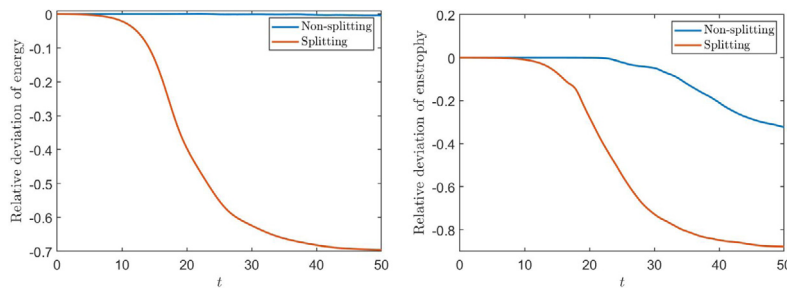 Relative deviation of energy
0
-0.1
-0.2
-0.3
-0.4
-0.5
-0.6
-0.7
0 10 20 30 40 50
t
Non-splitting
Splitting
Relative deviation of enstrophy
0.2
0
-0.2
-0.4
-0.6
-0.8
0 10 20 30 40 50
t
Non-splitting
Splitting